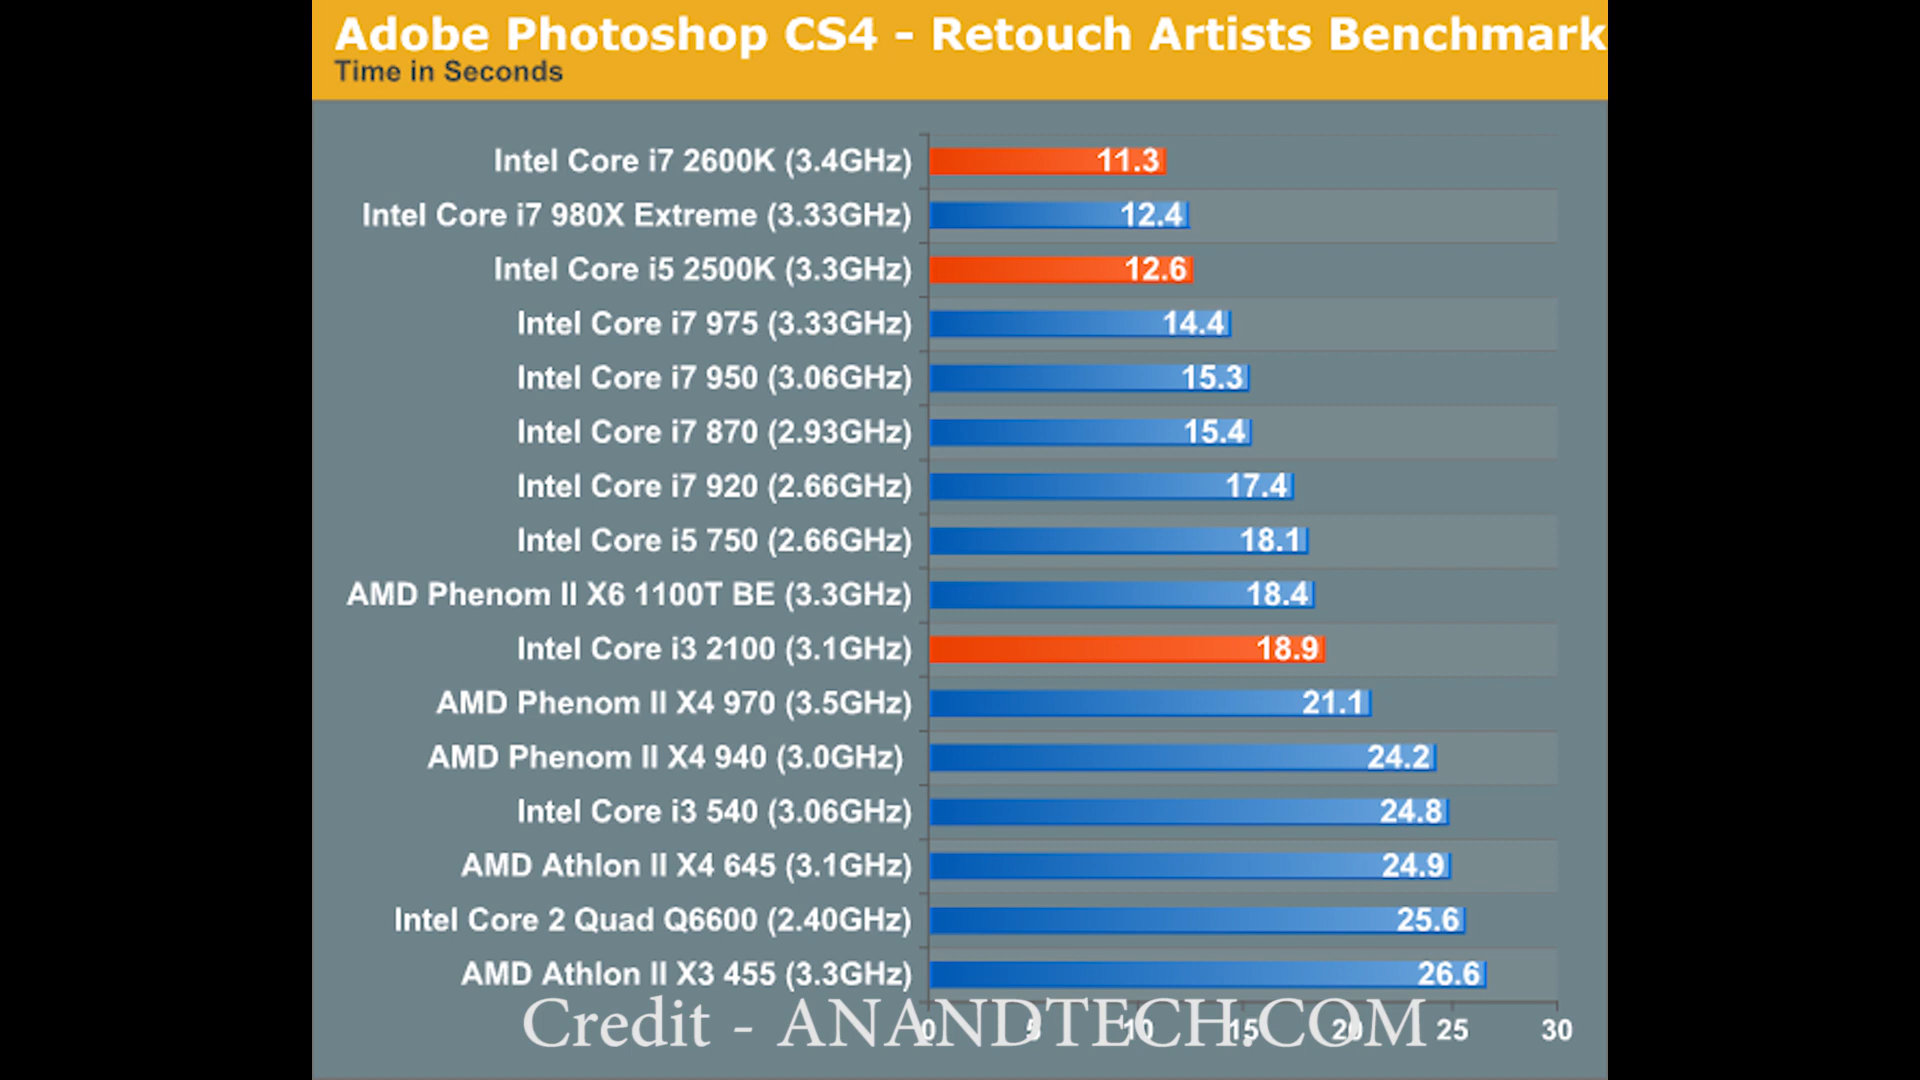 Adobe Photoshop CS4 - Retouch Artists Benchmark
Time in Seconds
Intel Core i7 2600K (3.4GHz) 11.3
Intel Core i7 980X Extreme (3.33GHz) 12.4
Intel Core i5 2500K (3.3GHz) 12.6
Intel Core i7 975 (3.33GHz) 14.4
Intel Core i7 950 (3.06GHz) 15.3
Intel Core i7 870 (2.93GHz) 15.4
Intel Core i7 920 (2.66GHz) 17.4
Intel Core i5 750 (2.66GHz) 18.1
AMD Phenom II X6 1100T BE (3.3GHz) 18.4
Intel Core i3 2100 (3.1GHz) 18.9
AMD Phenom II X4 970 (3.5GHz) 21.1
AMD Phenom II X4 940 (3.0GHz) 24.2
Intel Core i3 540 (3.06GHz) 24.8
AMD Athlon II X4 645 (3.1GHz) 24.9
Intel Core 2 Quad Q6600 (2.40GHz) 25.6
AMD Athlon II X3 455 (3.3GHz) 26.6
0 5 10 15 20 25 30
Credit - ANANDTECH.COM